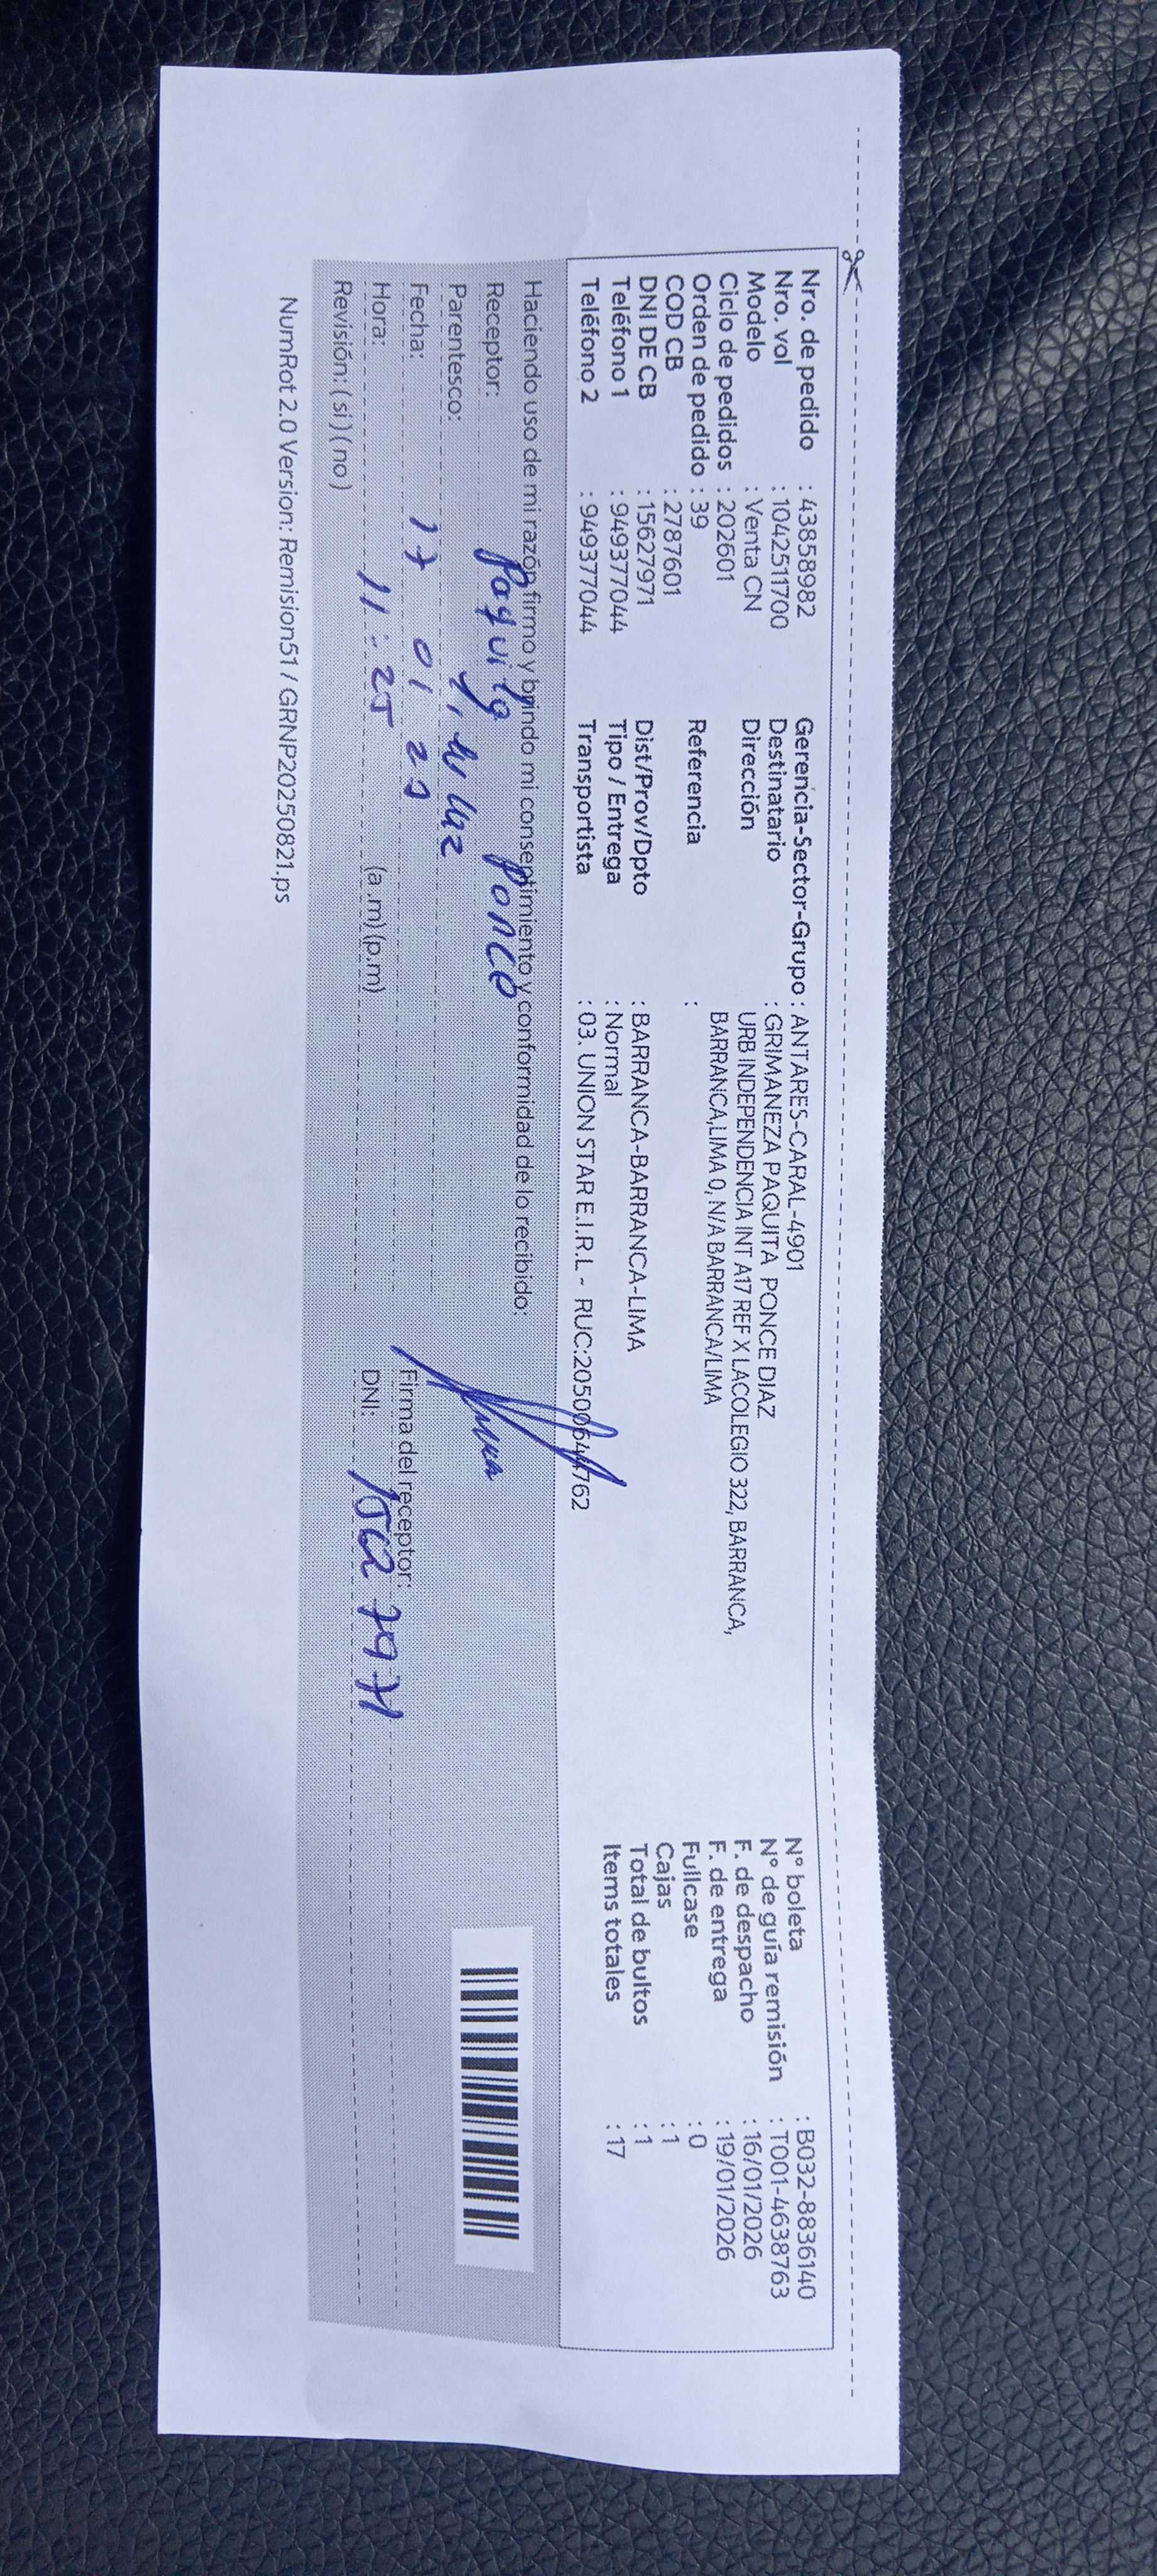 Nro. de pedido : 43858982
Nro. vol : 1042511700
Modelo : Venta CN
Ciclo de pedidos : 202601
Orden de pedido : 39
COD CB : 2787601
DNI DE CB : 15627971
Teléfono 1 : 949377044
Teléfono 2 : 949377044
Gerencia-Sector-Grupo : ANTARES-CARAL-4901
Destinatario : GRIMANEZA PAQUITA PONCE DIAZ
Dirección : URB INDEPENDENCIA INT A17 REF X LACOLEGIO 322, BARRANCA,
BARRANCA,LIMA 0, N/A BARRANCA/LIMA
Referencia :
Dist/Prov/Dpto : BARRANCA-BARRANCA-LIMA
Tipo / Entrega : Normal
Transportista : 03. UNION STAR E.I.R.L - RUC:20500644762
N° boleta : B032-8836140
N° de guía remisión : T001-4638763
F. de despacho : 16/01/2026
F. de entrega : 19/01/2026
Fullcase : 0
Cajas : 1
Total de bultos : 1
Items totales : 17
Haciendo uso de mi razón firmo y brindo mi consentimiento y conformidad de lo recibido:
Receptor: Paquita Ponce
Parentesco:
Fecha: 17 01
Hora: 11:25 (a.m) (p.m)
Revisión: ( si ) ( no )
Firma del receptor:
DNI:
NumRot 2.0 Version: Remision51 / GRNP20250821.ps